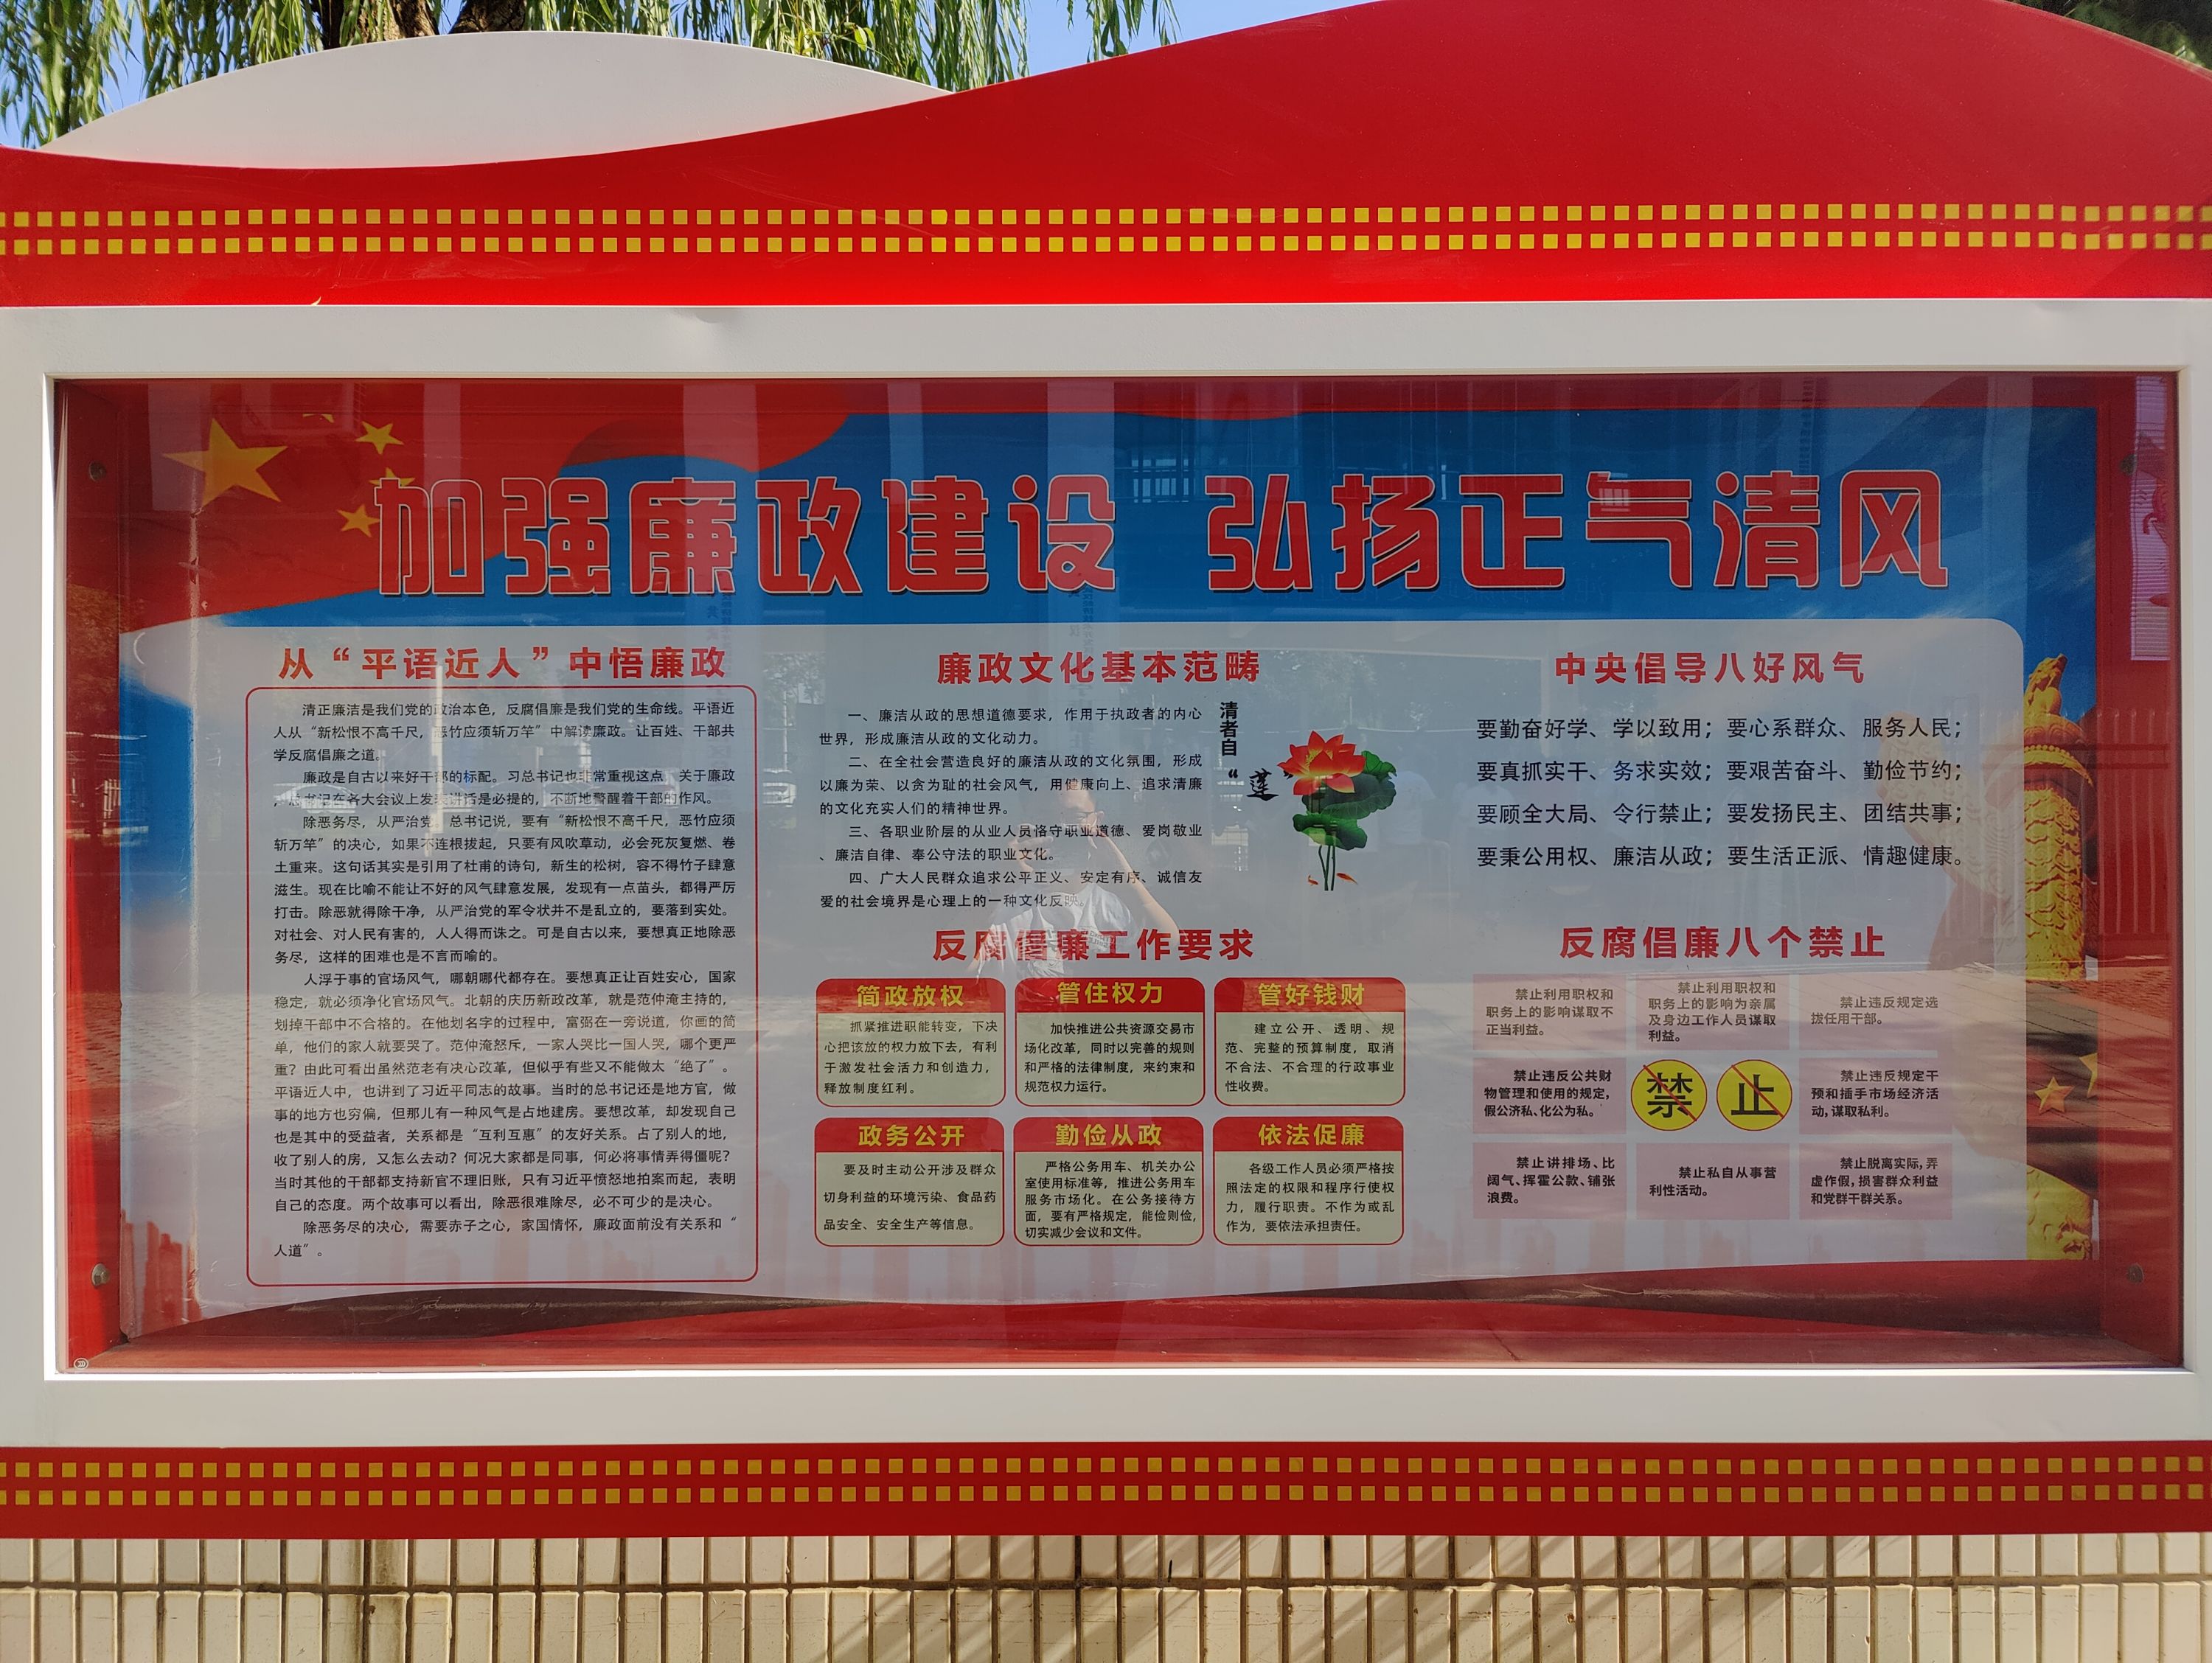 加强廉政建设 弘扬正气清风
从“平语近人”中悟廉政
清正廉洁是我们党的政治本色，反腐倡廉是我们党的生命线。平语近
人从“新松恨不高千尺，恶竹应须斩万竿”中解读廉政。让百姓、干部共
学反腐倡廉之道。
廉政是自古以来好干部的标配。习总书记也非常重视这点，关于廉政
，总书记在各大会议上发表讲话是必提的，不断地警醒着干部的作风。
除恶务尽，从严治党。总书记说，要有“新松恨不高千尺，恶竹应须
斩万竿”的决心，如果不连根拔起，只要有风吹草动，必会死灰复燃、卷
土重来。这句话其实是引用了杜甫的诗句，新生的松树，容不得竹子肆意
滋生。现在比喻不能让不好的风气肆意发展，发现有一点苗头，都得严厉
打击。除恶就得除干净，从严治党的军令状并不是乱立的，要落到实处。
对社会、对人民有害的，人人得而诛之。可是自古以来，要想真正地除恶
务尽，这样的困难也是不言而喻的。
人浮于事的官场风气，哪朝哪代都存在。要想真正让百姓安心，国家
稳定，就必须净化官场风气。北朝的庆历新政改革，就是范仲淹主持的，
划掉干部中不合格的。在他划名字的过程中，富弼在一旁说道，你画的简
单，他们的家人就要哭了。范仲淹怒斥，一家人哭比一国人哭，哪个更严
重？由此可看出虽然范老有决心改革，但似乎有些又不能做太“绝了”。
平语近人中，也讲到了习近平同志的故事。当时的总书记还是地方官，做
事的地方也穷偏，但那儿有一种风气是占地建房。要想改革，却发现自己
也是其中的受益者，关系都是“互利互惠”的友好关系。占了别人的地，
收了别人的房，又怎么去动？何况大家都是同事，何必将事情弄得僵呢？
当时其他的干部都支持新官不理旧账，只有习近平愤怒地拍案而起，表明
自己的态度。两个故事可以看出，除恶很难除尽，必不可少的是决心。
除恶务尽的决心，需要赤子之心，家国情怀，廉政面前没有关系和“
人道”。
廉政文化基本范畴
一、廉洁从政的思想道德要求，作用于执政者的内心
世界，形成廉洁从政的文化动力。
二、在全社会营造良好的廉洁从政的文化氛围，形成
以廉为荣、以贪为耻的社会风气，用健康向上、追求清廉
的文化充实人们的精神世界。
三、各职业阶层的从业人员恪守职业道德、爱岗敬业
、廉洁自律、奉公守法的职业文化。
四、广大人民群众追求公平正义、安定有序、诚信友
爱的社会境界是心理上的一种文化反映。
清者自
“莲”
反腐倡廉工作要求
简政放权
抓紧推进职能转变，下决
心把该放的权力放下去，有利
于激发社会活力和创造力，
释放制度红利。
管住权力
加快推进公共资源交易市
场化改革，同时以完善的规则
和严格的法律制度，来约束和
规范权力运行。
管好钱财
建立公开、透明、规
范、完整的预算制度，取消
不合法、不合理的行政事业
性收费。
政务公开
要及时主动公开涉及群众
切身利益的环境污染、食品药
品安全、安全生产等信息。
勤俭从政
严格公务用车、机关办公
室使用标准等，推进公务用车
服务市场化。在公务接待方
面，要有严格规定，能俭则俭，
切实减少会议和文件。
依法促廉
各级工作人员必须严格按
照法定的权限和程序行使权
力，履行职责。不作为或乱
作为，要依法承担责任。
中央倡导八好风气
要勤奋好学、学以致用；要心系群众、服务人民；
要真抓实干、务求实效；要艰苦奋斗、勤俭节约；
要顾全大局、令行禁止；要发扬民主、团结共事；
要秉公用权、廉洁从政；要生活正派、情趣健康。
反腐倡廉八个禁止
禁止利用职权和
职务上的影响谋取不
正当利益。
禁止利用职权和
职务上的影响为亲属
及身边工作人员谋取
利益。
禁止违反规定选
拔任用干部。
禁止违反公共财
物管理和使用的规定，
假公济私、化公为私。
禁止
禁止违反规定干
预和插手市场经济活
动，谋取私利。
禁止讲排场、比
阔气、挥霍公款、铺张
浪费。
禁止私自从事营
利性活动。
禁止脱离实际，弄
虚作假，损害群众利益
和党群干群关系。